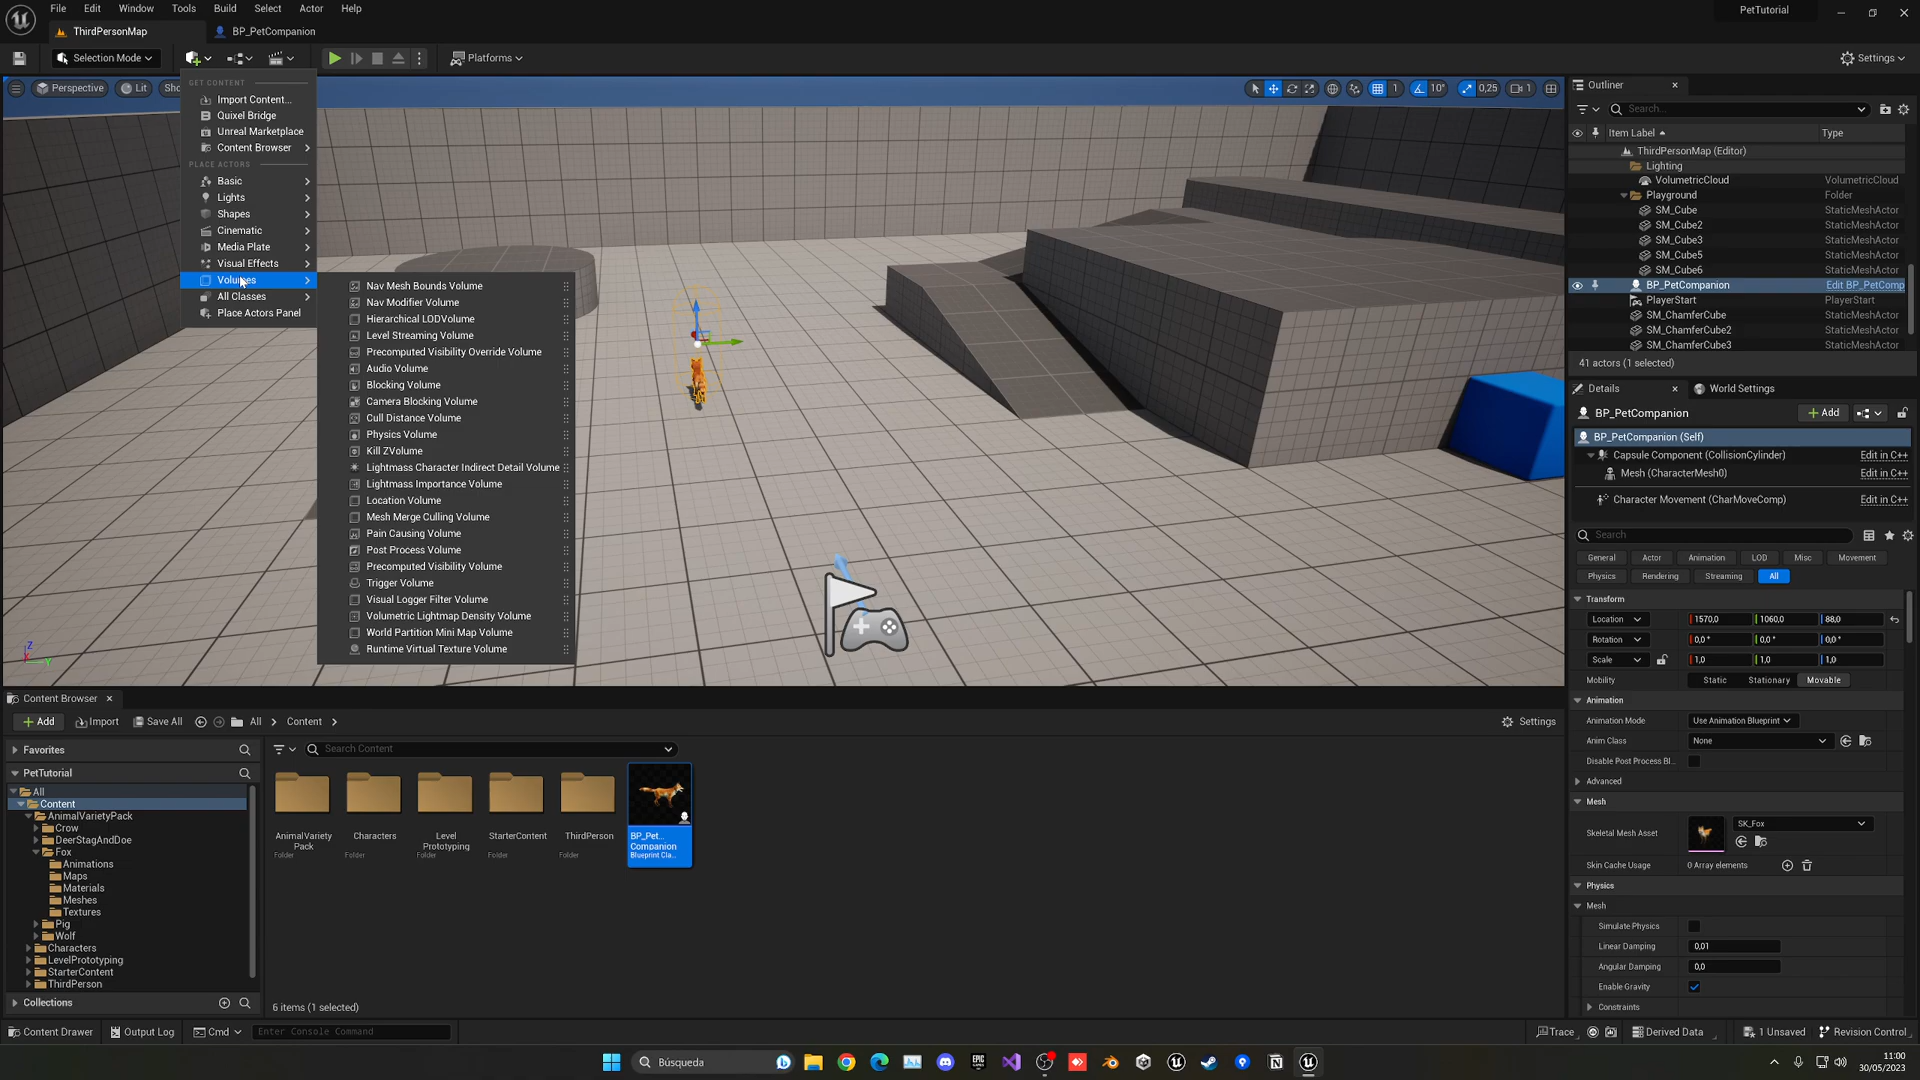 File Edit Window Tools Build Select Actor Help
PetTutorial
ThirdPersonMap
BP_PetCompanion
Selection Mode
Platforms
Settings
Perspective
Lit
Sho
1
10°
0,25
1
GET CONTENT
Import Content...
Quixel Bridge
Unreal Marketplace
Content Browser
PLACE ACTORS
Basic
Lights
Shapes
Cinematic
Media Plate
Visual Effects
Volumes
All Classes
Place Actors Panel
Nav Mesh Bounds Volume
Nav Modifier Volume
Hierarchical LODVolume
Level Streaming Volume
Precomputed Visibility Override Volume
Audio Volume
Blocking Volume
Camera Blocking Volume
Cull Distance Volume
Physics Volume
Kill ZVolume
Lightmass Character Indirect Detail Volume
Lightmass Importance Volume
Location Volume
Mesh Merge Culling Volume
Pain Causing Volume
Post Process Volume
Precomputed Visibility Volume
Trigger Volume
Visual Logger Filter Volume
Volumetric Lightmap Density Volume
World Partition Mini Map Volume
Runtime Virtual Texture Volume
Z
X
Y
Outliner
Search...
Item Label
Type
ThirdPersonMap (Editor)
Lighting
VolumetricCloud VolumetricCloud
Playground Folder
SM_Cube StaticMeshActor
SM_Cube2 StaticMeshActor
SM_Cube3 StaticMeshActor
SM_Cube5 StaticMeshActor
SM_Cube6 StaticMeshActor
BP_PetCompanion Edit BP_PetComp
PlayerStart PlayerStart
SM_ChamferCube StaticMeshActor
SM_ChamferCube2 StaticMeshActor
SM_ChamferCube3 StaticMeshActor
41 actors (1 selected)
Details
World Settings
BP_PetCompanion
Add
BP_PetCompanion (Self)
Capsule Component (CollisionCylinder) Edit in C++
Mesh (CharacterMesh0) Edit in C++
Character Movement (CharMoveComp) Edit in C++
Search
General Actor Animation LOD Misc Movement
Physics Rendering Streaming All
Transform
Location 1570,0 1060,0 88,0
Rotation 0,0° 0,0° 0,0°
Scale 1,0 1,0 1,0
Mobility Static Stationary Movable
Animation
Animation Mode Use Animation Blueprint
Anim Class None
Disable Post Process Bl...
Advanced
Mesh
Skeletal Mesh Asset SK_Fox
Skin Cache Usage 0 Array elements
Physics
Mesh
Simulate Physics
Linear Damping 0,01
Angular Damping 0,0
Enable Gravity
Constraints
Content Browser
Add
Import
Save All
All
Content
Settings
Favorites
PetTutorial
All
Content
AnimalVarietyPack
Crow
DeerStagAndDoe
Fox
Animations
Maps
Materials
Meshes
Textures
Pig
Wolf
Characters
LevelPrototyping
StarterContent
ThirdPerson
Collections
Search Content
AnimalVariety
Pack
Folder
Characters
Folder
Level
Prototyping
Folder
StarterContent
Folder
ThirdPerson
Folder
BP_Pet...
Companion
Blueprint Cla...
6 items (1 selected)
Content Drawer
Output Log
Cmd
Enter Console Command
Trace
Derived Data
1 Unsaved
Revision Control
Búsqueda
EPIC
11:00
30/05/2023